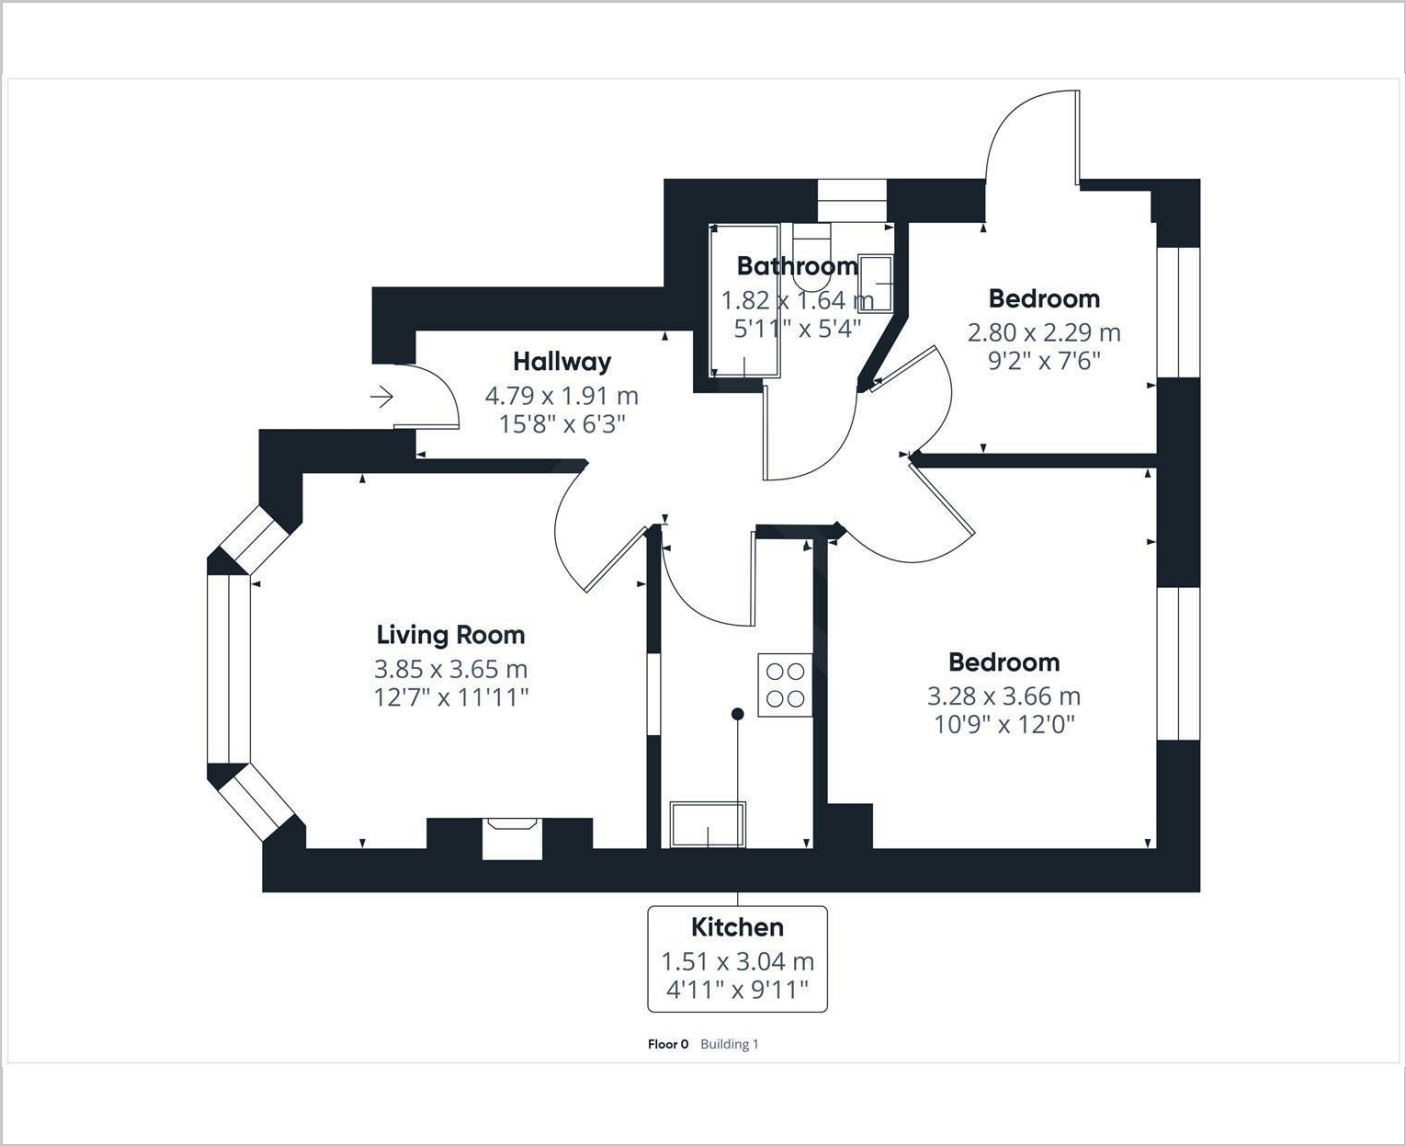 Bathroom
1.82 x 1.64 m
5'11" x 5'4"
Bedroom
2.80 x 2.29 m
9'2" x 7'6"
Hallway
4.79 x 1.91 m
15'8" x 6'3"
Living Room
3.85 x 3.65 m
12'7" x 11'11"
Bedroom
3.28 x 3.66 m
10'9" x 12'0"
Kitchen
1.51 x 3.04 m
4'11" x 9'11"
Floor 0 Building 1